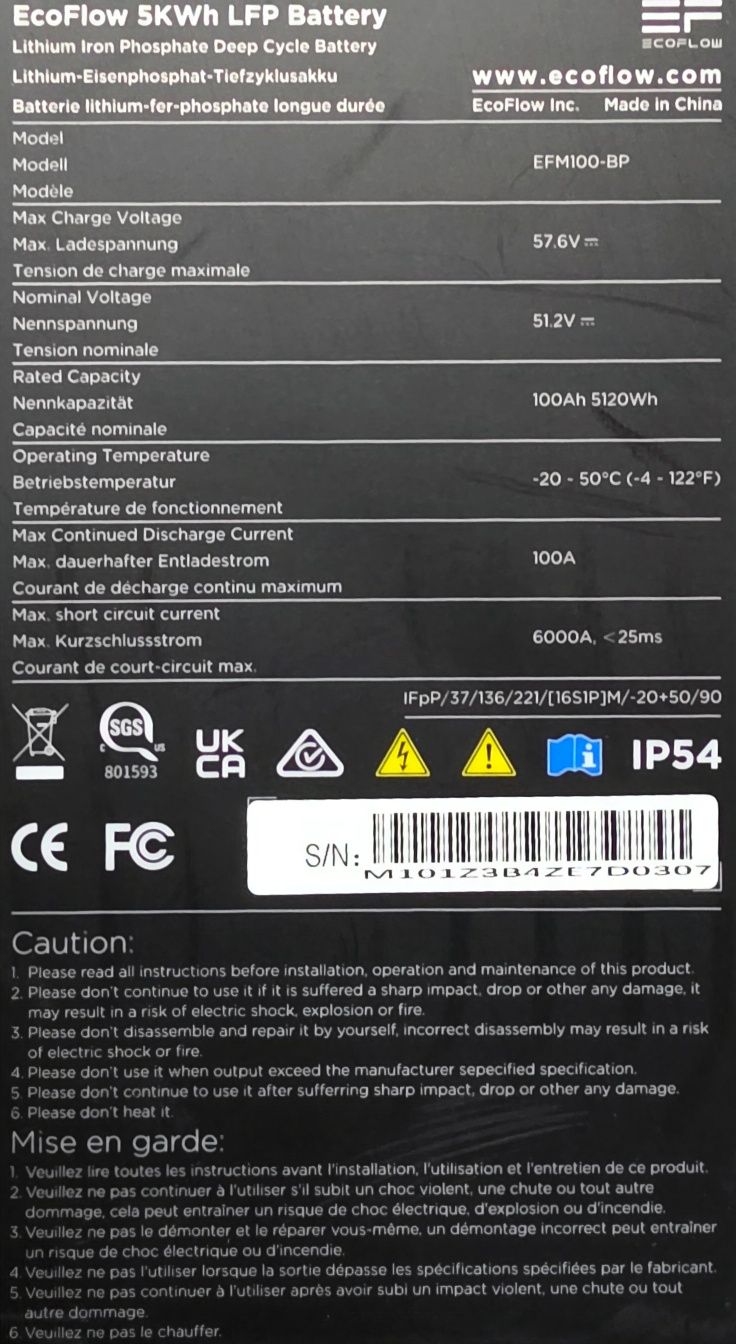 EcoFlow 5KWh LFP Battery
Lithium Iron Phosphate Deep Cycle Battery
Lithium-Eisenphosphat-Tiefzyklusakku
Batterie lithium-fer-phosphate longue durée
ECOFLOW
www.ecoflow.com
EcoFlow Inc. Made in China
Model
Modell
Modèle
EFM100-BP
Max Charge Voltage
Max. Ladespannung
Tension de charge maximale
57.6V⎓
Nominal Voltage
Nennspannung
Tension nominale
51.2V⎓
Rated Capacity
Nennkapazität
Capacité nominale
100Ah 5120Wh
Operating Temperature
Betriebstemperatur
Température de fonctionnement
-20 - 50°C (-4 - 122°F)
Max Continued Discharge Current
Max. dauerhafter Entladestrom
Courant de décharge continu maximum
100A
Max. short circuit current
Max. Kurzschlussstrom
Courant de court-circuit max.
6000A, <25ms
IFpP/37/136/221/[16S1P]M/-20+50/90
SGS
C US
801593
UK
CA
IP54
CE FC
S/N:
M101Z3B4ZE7D0307
Caution:
1. Please read all instructions before installation, operation and maintenance of this product.
2. Please don't continue to use it if it is suffered a sharp impact, drop or other any damage, it
may result in a risk of electric shock, explosion or fire.
3. Please don't disassemble and repair it by yourself, incorrect disassembly may result in a risk
of electric shock or fire.
4. Please don't use it when output exceed the manufacturer sepecified specification.
5. Please don't continue to use it after sufferring sharp impact, drop or other any damage.
6. Please don't heat it.
Mise en garde:
1. Veuillez lire toutes les instructions avant l'installation, l'utilisation et l'entretien de ce produit.
2. Veuillez ne pas continuer à l'utiliser s'il subit un choc violent, une chute ou tout autre
dommage, cela peut entraîner un risque de choc électrique, d'explosion ou d'incendie.
3. Veuillez ne pas le démonter et le réparer vous-même, un démontage incorrect peut entraîner
un risque de choc électrique ou d'incendie.
4. Veuillez ne pas l'utiliser lorsque la sortie dépasse les spécifications spécifiées par le fabricant.
5. Veuillez ne pas continuer à l'utiliser après avoir subi un impact violent, une chute ou tout
autre dommage.
6. Veuillez ne pas le chauffer.